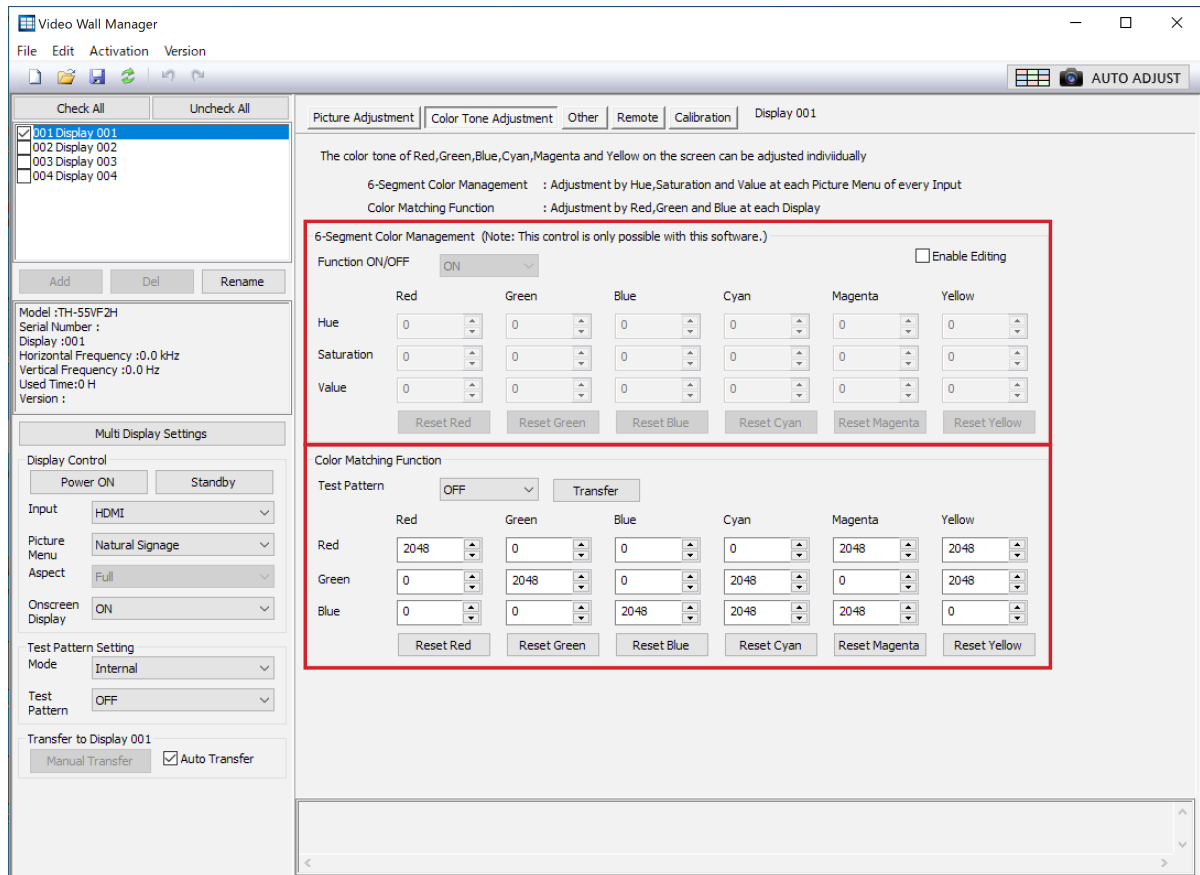 Video Wall Manager
File Edit Activation Version
AUTO ADJUST
Check All Uncheck All
001 Display 001
002 Display 002
003 Display 003
004 Display 004
Add Del Rename
Model :TH-55VF2H
Serial Number :
Display :001
Horizontal Frequency :0.0 kHz
Vertical Frequency :0.0 Hz
Used Time:0 H
Version :
Multi Display Settings
Display Control
Power ON Standby
Input HDMI
Picture Menu Natural Signage
Aspect Full
Onscreen Display ON
Test Pattern Setting
Mode Internal
Test Pattern OFF
Transfer to Display 001
Manual Transfer Auto Transfer
Picture Adjustment Color Tone Adjustment Other Remote Calibration Display 001
The color tone of Red,Green,Blue,Cyan,Magenta and Yellow on the screen can be adjusted indiviidually
6-Segment Color Management : Adjustment by Hue,Saturation and Value at each Picture Menu of every Input
Color Matching Function : Adjustment by Red,Green and Blue at each Display
6-Segment Color Management (Note: This control is only possible with this software.)
Function ON/OFF ON Enable Editing
Red Green Blue Cyan Magenta Yellow
Hue 0 0 0 0 0 0
Saturation 0 0 0 0 0 0
Value 0 0 0 0 0 0
Reset Red Reset Green Reset Blue Reset Cyan Reset Magenta Reset Yellow
Color Matching Function
Test Pattern OFF Transfer
Red Green Blue Cyan Magenta Yellow
Red 2048 0 0 0 2048 2048
Green 0 2048 0 2048 0 2048
Blue 0 0 2048 2048 2048 0
Reset Red Reset Green Reset Blue Reset Cyan Reset Magenta Reset Yellow